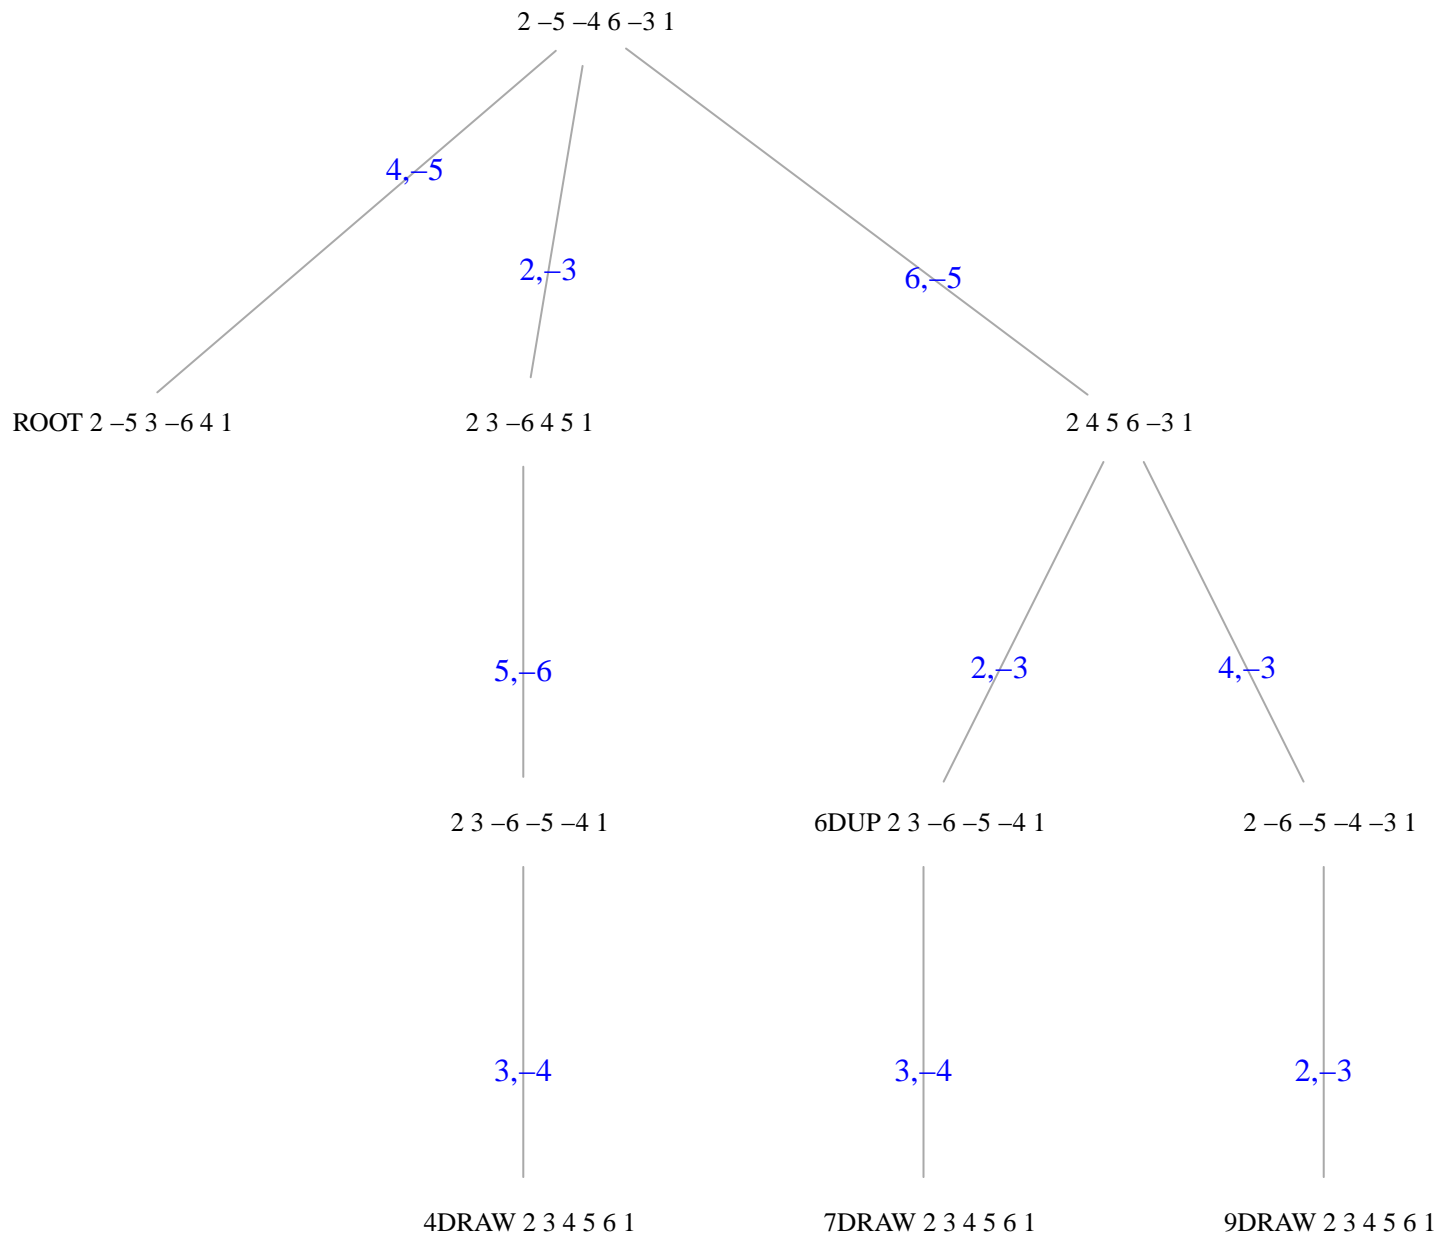 2 –5 –4 6 –3 1
4,–5
2,–3
6,–5
ROOT 2 –5 3 –6 4 1
2 3 –6 4 5 1
2 4 5 6 –3 1
5,–6
2,–3
4,–3
2 3 –6 –5 –4 1
6DUP 2 3 –6 –5 –4 1
2 –6 –5 –4 –3 1
3,–4
3,–4
2,–3
4DRAW 2 3 4 5 6 1
7DRAW 2 3 4 5 6 1
9DRAW 2 3 4 5 6 1